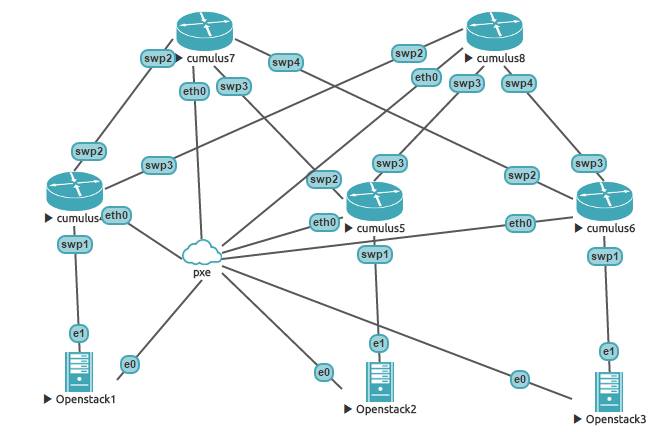 swp2
cumulus7
swp4
swp2
cumulus8
eth0
swp3
eth0
swp3
swp4
swp2
swp3
swp3
swp3
swp2
swp2
cumulus
eth0
eth0
cumulus5
eth0
cumulus6
swp1
swp1
swp1
pxe
e1
e1
e1
e0
e0
e0
Openstack1
Openstack2
Openstack3